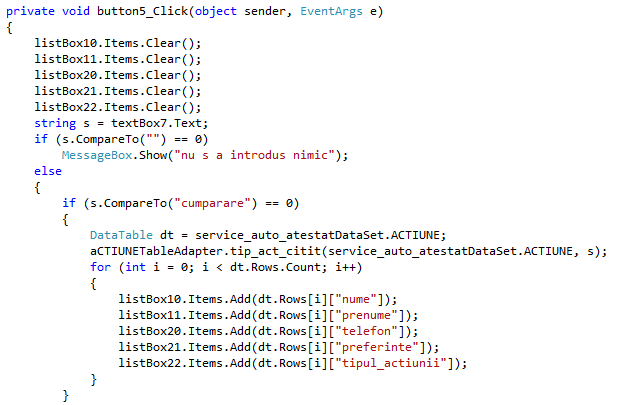 private void button5_Click(object sender, EventArgs e)
{
    listBox10.Items.Clear();
    listBox11.Items.Clear();
    listBox20.Items.Clear();
    listBox21.Items.Clear();
    listBox22.Items.Clear();
    string s = textBox7.Text;
    if (s.CompareTo("") == 0)
        MessageBox.Show("nu s a introdus nimic");
    else
    {
        if (s.CompareTo("cumparare") == 0)
        {
            DataTable dt = service_auto_atestatDataSet.ACTIUNE;
            aCTIUNETableAdapter.tip_act_citit(service_auto_atestatDataSet.ACTIUNE, s);
            for (int i = 0; i < dt.Rows.Count; i++)
            {
                listBox10.Items.Add(dt.Rows[i]["nume"]);
                listBox11.Items.Add(dt.Rows[i]["prenume"]);
                listBox20.Items.Add(dt.Rows[i]["telefon"]);
                listBox21.Items.Add(dt.Rows[i]["preferinte"]);
                listBox22.Items.Add(dt.Rows[i]["tipul_actiunii"]);
            }
        }